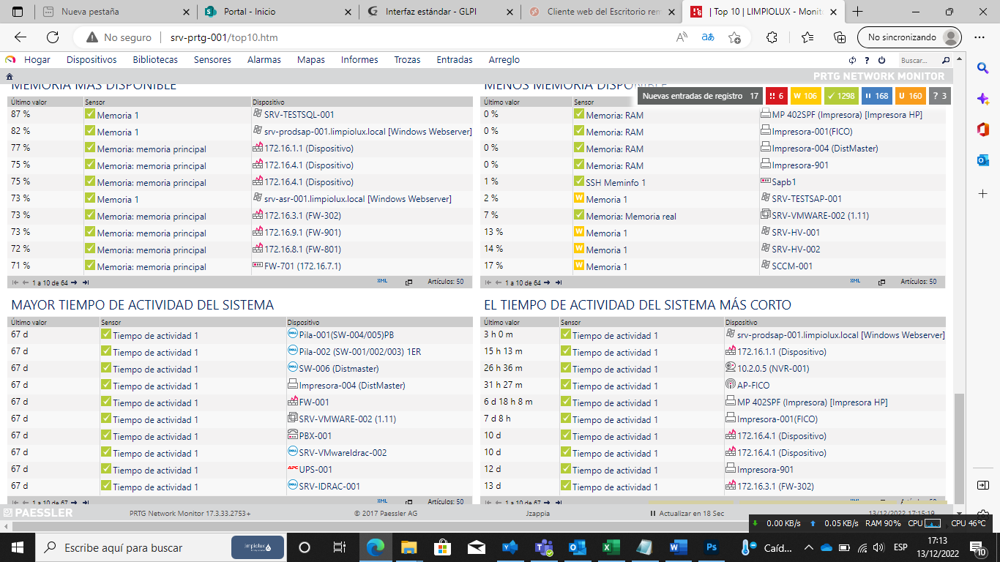 Nueva pestaña
Portal - Inicio
Interfaz estándar - GLPI
Cliente web del Escritorio rem
| Top 10 | LIMPIOLUX - Monito
No seguro
srv-prtg-001/top10.htm
No sincronizando
Hogar Dispositivos Bibliotecas Sensores Alarmas Mapas Informes Trozas Entradas Arreglo
Buscar...
PRTG NETWORK MONITOR
Nuevas entradas de registro 17
6
W 106
1298
168
U 160
? 3
MEMORIA MÁS DISPONIBLE
Último valor Sensor Dispositivo
87 % Memoria 1 SRV-TESTSQL-001
82 % Memoria 1 srv-prodsap-001.limpiolux.local [Windows Webserver]
77 % Memoria: memoria principal 172.16.1.1 (Dispositivo)
75 % Memoria: memoria principal 172.16.4.1 (Dispositivo)
75 % Memoria: memoria principal 172.16.4.1 (Dispositivo)
73 % Memoria 1 srv-asr-001.limpiolux.local [Windows Webserver]
73 % Memoria: memoria principal 172.16.3.1 (FW-302)
73 % Memoria: memoria principal 172.16.9.1 (FW-901)
72 % Memoria: memoria principal 172.16.8.1 (FW-801)
71 % Memoria: memoria principal FW-701 (172.16.7.1)
1 a 10 de 64 XML Artículos: 50
MENOS MEMORIA DISPONIBLE
Último valor Sensor
0 % Memoria: RAM MP 402SPF (Impresora) [Impresora HP]
0 % Memoria: RAM Impresora-001(FICO)
0 % Memoria: RAM Impresora-004 (DistMaster)
0 % Memoria: RAM Impresora-901
1 % SSH Meminfo 1 Sapb1
2 % W Memoria 1 SRV-TESTSAP-001
7 % Memoria: Memoria real SRV-VMWARE-002 (1.11)
13 % W Memoria 1 SRV-HV-001
14 % W Memoria 1 SRV-HV-002
17 % W Memoria 1 SCCM-001
1 a 10 de 64 XML Artículos: 50
MAYOR TIEMPO DE ACTIVIDAD DEL SISTEMA
Último valor Sensor Dispositivo
67 d Tiempo de actividad 1 DELL Pila-001(SW-004/005)PB
67 d Tiempo de actividad 1 DELL Pila-002 (SW-001/002/003) 1ER
67 d Tiempo de actividad 1 DELL SW-006 (Distmaster)
67 d Tiempo de actividad 1 Impresora-004 (DistMaster)
67 d Tiempo de actividad 1 FW-001
67 d Tiempo de actividad 1 SRV-VMWARE-002 (1.11)
67 d Tiempo de actividad 1 PBX-001
67 d Tiempo de actividad 1 DELL SRV-VMwareIdrac-002
67 d Tiempo de actividad 1 APC UPS-001
67 d Tiempo de actividad 1 DELL SRV-IDRAC-001
1 a 10 de 67 XML Artículos: 50
EL TIEMPO DE ACTIVIDAD DEL SISTEMA MÁS CORTO
Último valor Sensor Dispositivo
3 h 0 m Tiempo de actividad 1 srv-prodsap-001.limpiolux.local [Windows Webserver]
15 h 13 m Tiempo de actividad 1 172.16.1.1 (Dispositivo)
26 h 36 m Tiempo de actividad 1 10.2.0.5 (NVR-001)
31 h 27 m Tiempo de actividad 1 AP-FICO
6 d 18 h 8 m Tiempo de actividad 1 MP 402SPF (Impresora) [Impresora HP]
7 d 8 h Tiempo de actividad 1 Impresora-001(FICO)
10 d Tiempo de actividad 1 172.16.4.1 (Dispositivo)
10 d Tiempo de actividad 1 172.16.4.1 (Dispositivo)
12 d Tiempo de actividad 1 Impresora-901
13 d Tiempo de actividad 1 172.16.3.1 (FW-302)
1 a 10 de 67 XML Artículos: 50
PAESSLER PRTG Network Monitor 17.3.33.2753+ © 2017 Paessler AG Jzappia Actualizar en 18 Sec 13/12/2022 17:15:19
0.00 KB/s 0.05 KB/s RAM 90% CPU CPU 46°C
Escribe aquí para buscar
limpiolux
Caíd...
ESP
17:13
13/12/2022
10